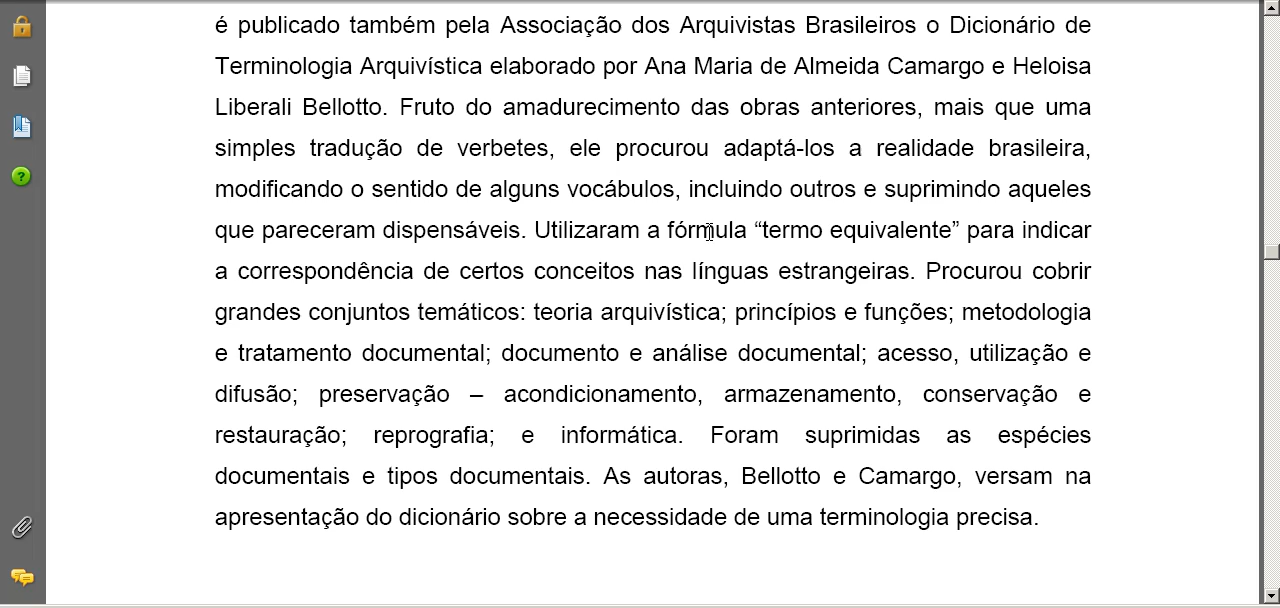 é publicado também pela Associação dos Arquivistas Brasileiros o Dicionário de
Terminologia Arquivística elaborado por Ana Maria de Almeida Camargo e Heloisa
Liberali Bellotto. Fruto do amadurecimento das obras anteriores, mais que uma
simples tradução de verbetes, ele procurou adaptá-los a realidade brasileira,
modificando o sentido de alguns vocábulos, incluindo outros e suprimindo aqueles
que pareceram dispensáveis. Utilizaram a fórmula “termo equivalente” para indicar
a correspondência de certos conceitos nas línguas estrangeiras. Procurou cobrir
grandes conjuntos temáticos: teoria arquivística; princípios e funções; metodologia
e tratamento documental; documento e análise documental; acesso, utilização e
difusão; preservação – acondicionamento, armazenamento, conservação e
restauração; reprografia; e informática. Foram suprimidas as espécies
documentais e tipos documentais. As autoras, Bellotto e Camargo, versam na
apresentação do dicionário sobre a necessidade de uma terminologia precisa.